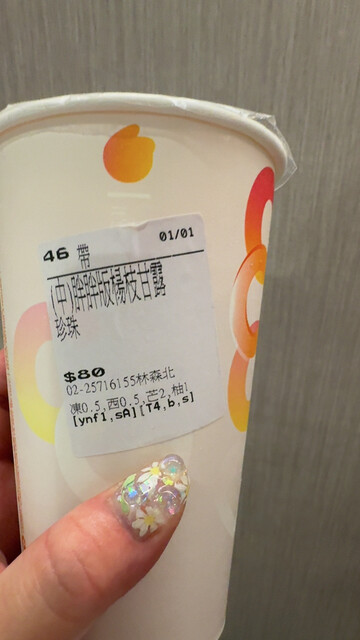 46 帶 01/01
(中)胖胖版楊枝甘露
珍珠
$80
02-25716155林森北
凍0.5,西0.5,芒2,柚1
[ynf1,sA][T4,b,s]